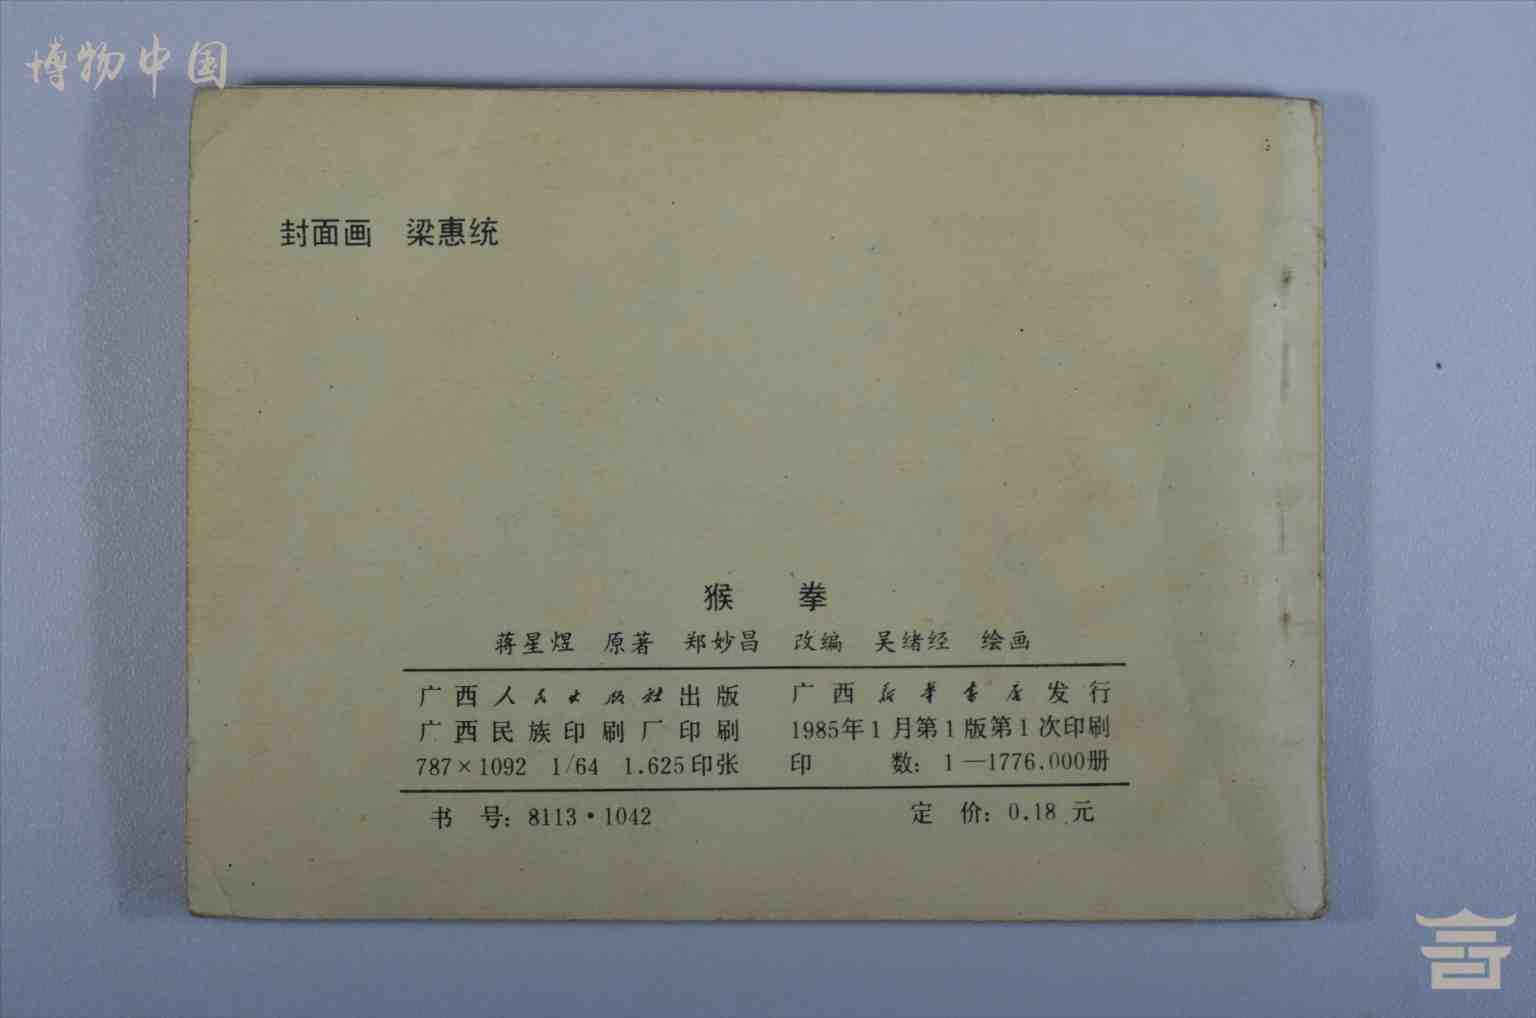 博物中国
封面画 梁惠统
猴 拳
蒋星煜 原著 郑妙昌 改编 吴绪经 绘画
广西人民出版社出版 广西新华书店发行
广西民族印刷厂印刷 1985年1月第1版第1次印刷
787×1092 1/64 1.625印张 印 数：1—1776.000册
书 号：8113·1042 定 价：0.18元